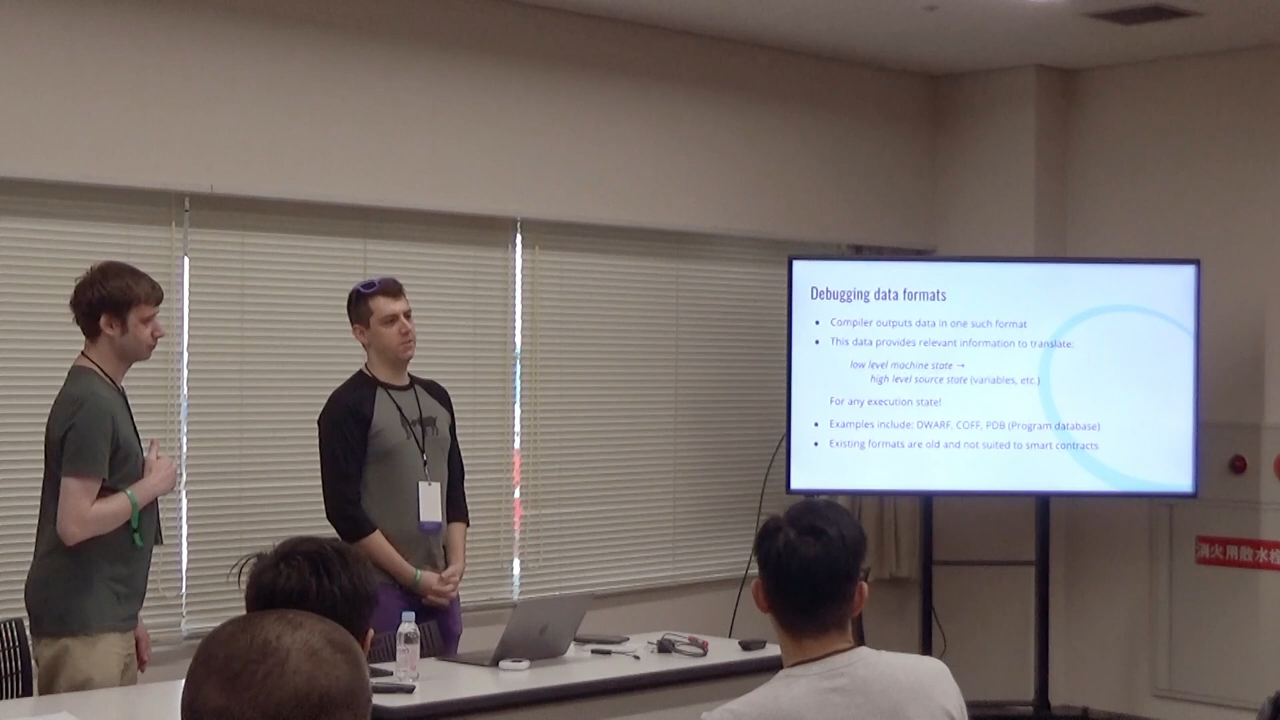 Debugging data formats
• Compiler outputs data in one such format
• This data provides relevant information to translate:
low level machine state →
high level source state (variables, etc.)
For any execution state!
• Examples include: DWARF, COFF, PDB (Program database)
• Existing formats are old and not suited to smart contracts
消火用散水栓